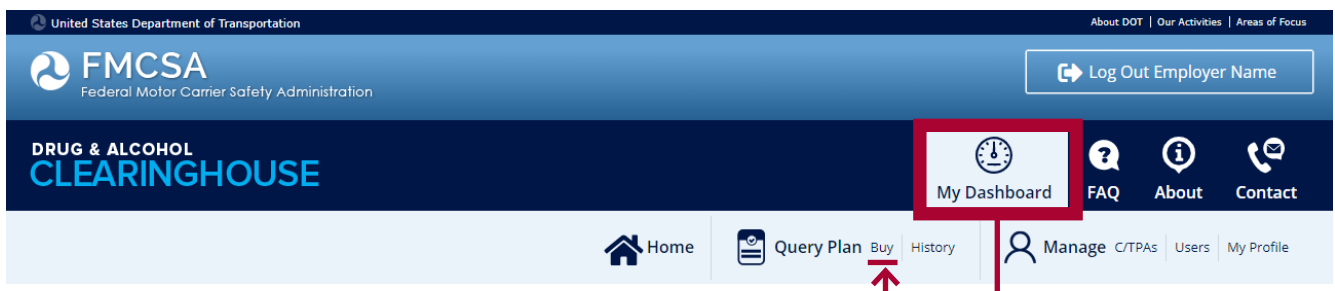 United States Department of Transportation
About DOT | Our Activities | Areas of Focus
FMCSA
Federal Motor Carrier Safety Administration
Log Out Employer Name
DRUG & ALCOHOL
CLEARINGHOUSE
My Dashboard
FAQ
About
Contact
Home
Query Plan Buy | History
Manage C/TPAs | Users | My Profile